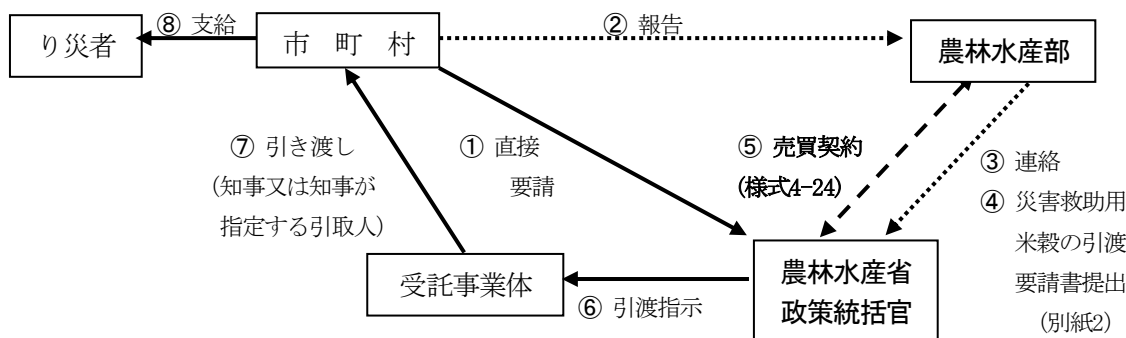 ⑧ 支給
② 報告
り災者
市 町 村
農林水産部
⑦ 引き渡し
(知事又は知事が
指定する引取人)
① 直接
要請
⑤ 売買契約
(様式4-24)
③ 連絡
④ 災害救助用
米穀の引渡
要請書提出
(別紙2)
受託事業体
⑥ 引渡指示
農林水産省
政策統括官